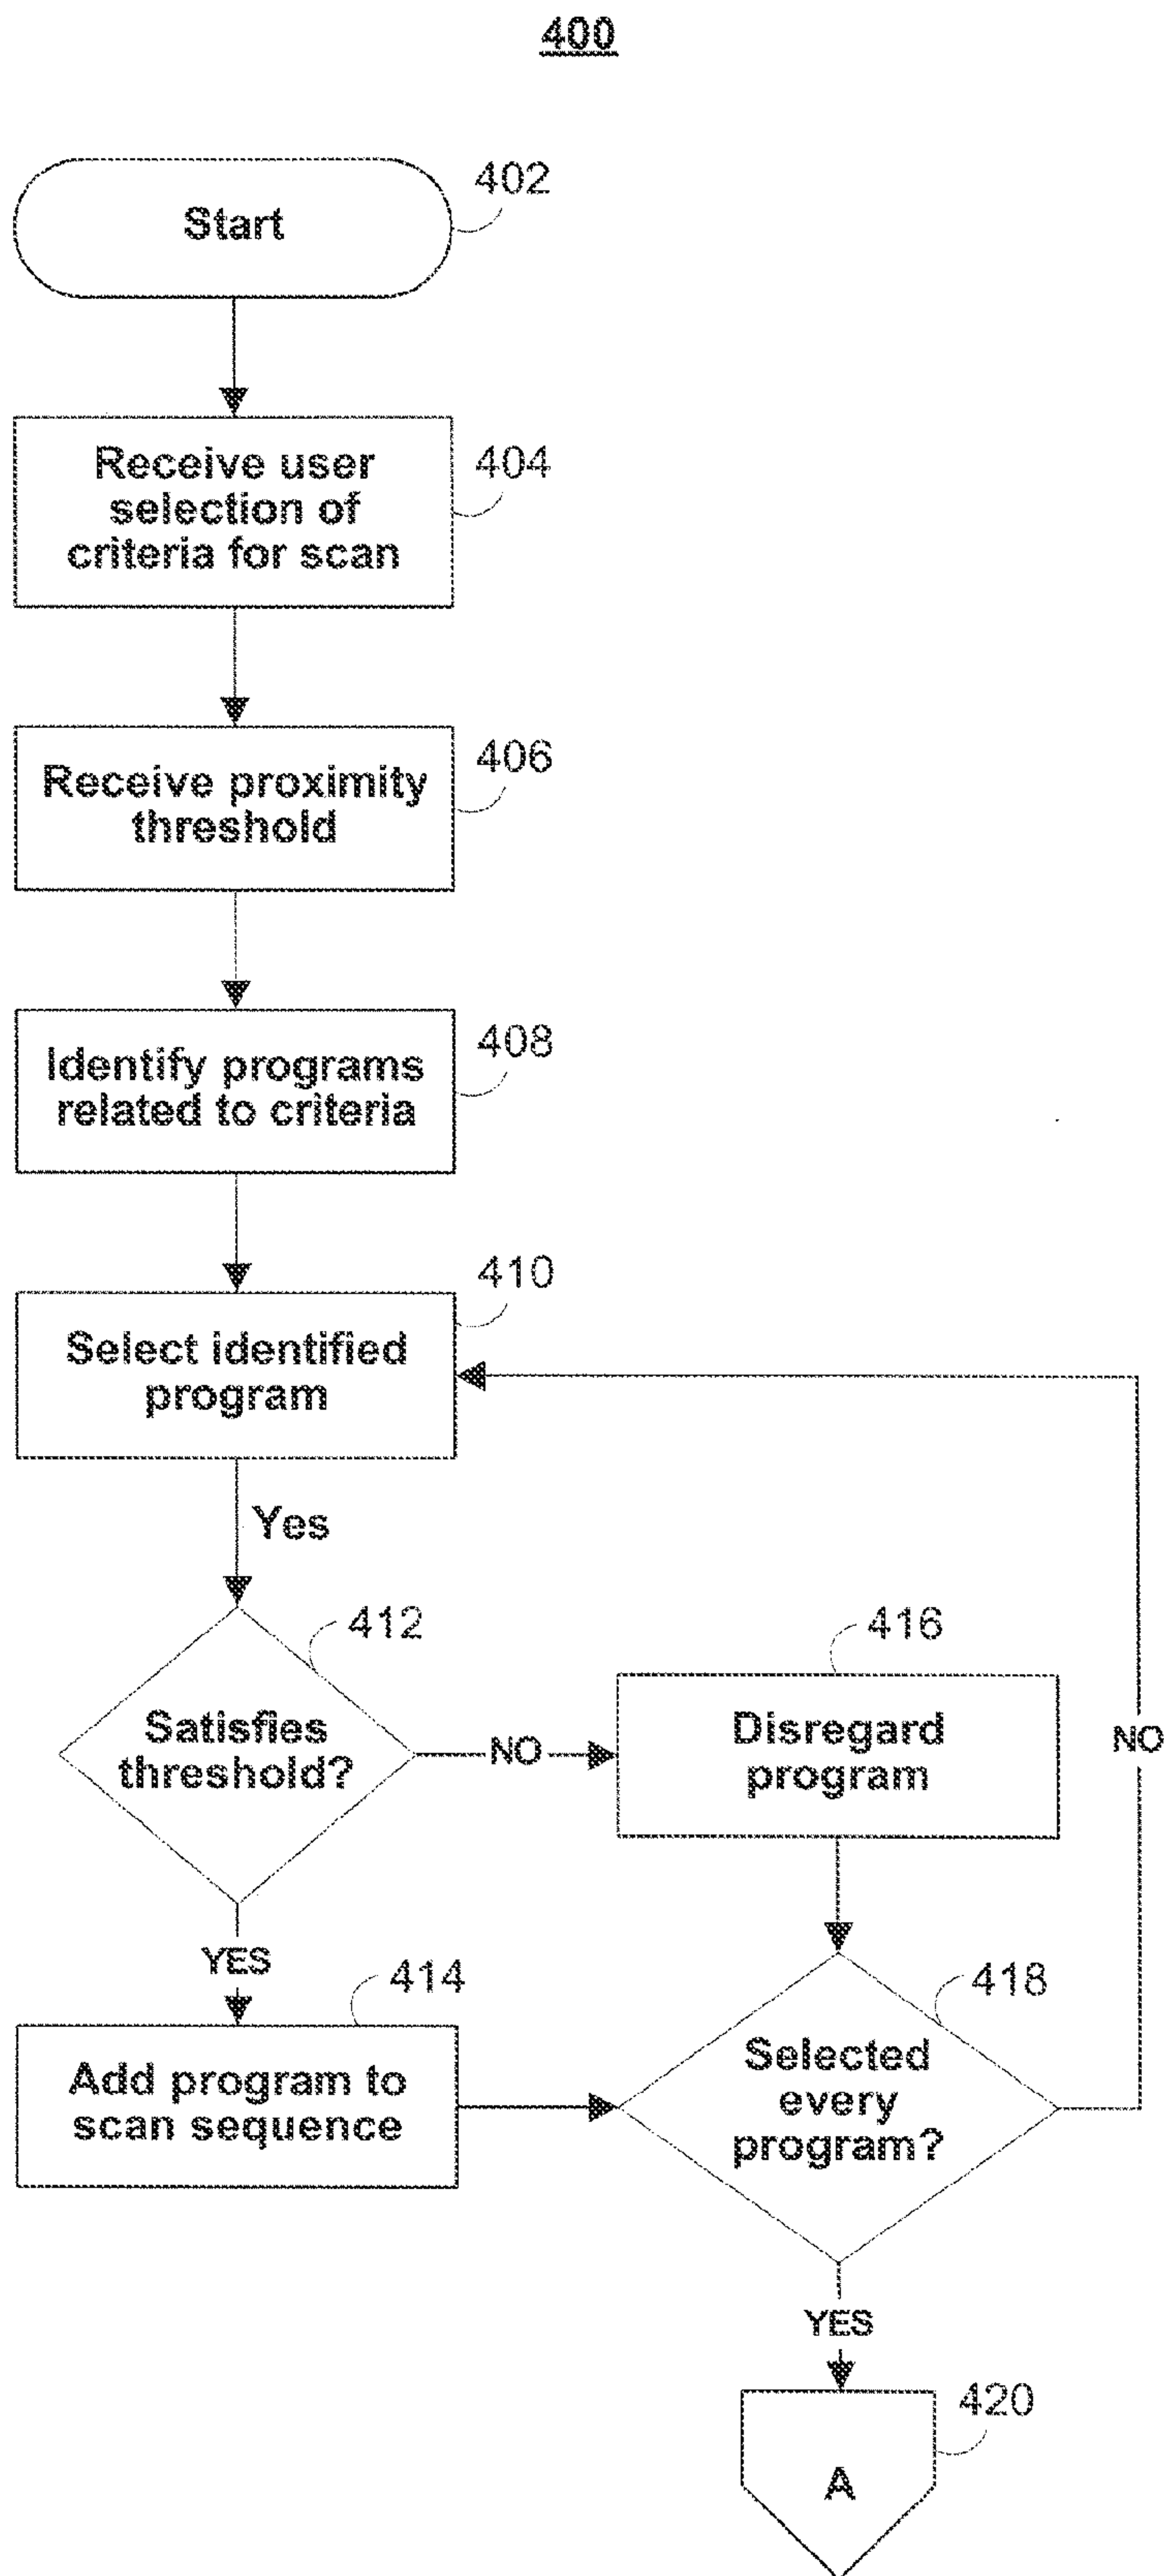 400
Start
402
Receive user
selection of
criteria for scan
404
Receive proximity
threshold
406
Identify programs
related to criteria
408
Select identified
program
410
Yes
Satisfies
threshold?
412
NO
Disregard
program
416
NO
YES
Add program to
scan sequence
414
Selected
every
program?
418
YES
A
420